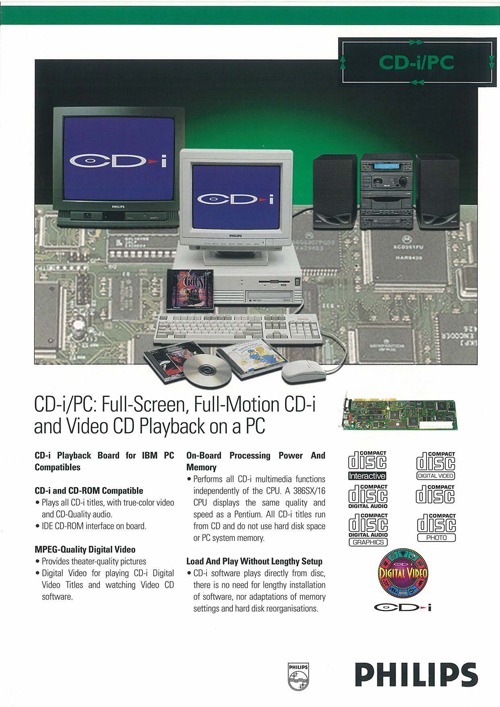 CD-i/PC
CD-i
PHILIPS
CD-i
PHILIPS
CD-i/PC: Full-Screen, Full-Motion CD-i
and Video CD Playback on a PC
CD-i Playback Board for IBM PC
Compatibles
CD-i and CD-ROM Compatible
• Plays all CD-i titles, with true-color video
and CD-Quality audio.
• IDE CD-ROM interface on board.
MPEG-Quality Digital Video
• Provides theater-quality pictures
• Digital Video for playing CD-i Digital
Video Titles and watching Video CD
software.
On-Board Processing Power And
Memory
• Performs all CD-i multimedia functions
independently of the CPU. A 386SX/16
CPU displays the same quality and
speed as a Pentium. All CD-i titles run
from CD and do not use hard disk space
or PC system memory.
Load And Play Without Lengthy Setup
• CD-i software plays directly from disc,
there is no need for lengthy installation
of software, nor adaptations of memory
settings and hard disk reorganisations.
COMPACT
disc
Interactive
COMPACT
disc
DIGITAL VIDEO
COMPACT
disc
DIGITAL AUDIO
COMPACT
disc
COMPACT
disc
DIGITAL AUDIO
GRAPHICS
COMPACT
disc
PHOTO
CD-i
DIGITAL VIDEO
CD-i
PHILIPS
PHILIPS